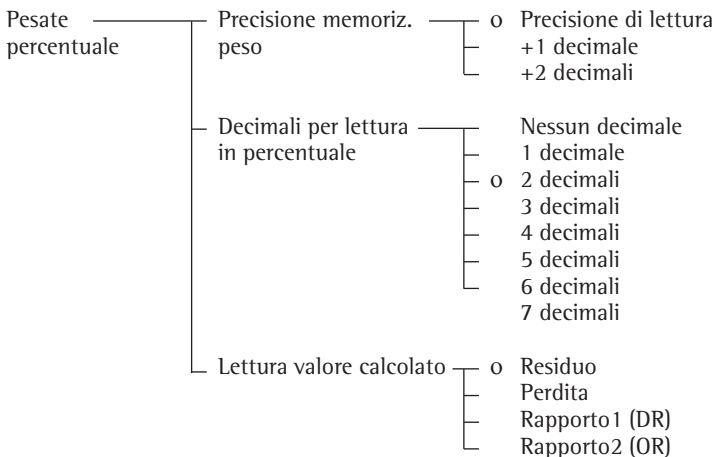 Pesate percentuale
Precisione memoriz. peso
o Precisione di lettura
+1 decimale
+2 decimali
Decimali per lettura in percentuale
Nessun decimale
1 decimale
o 2 decimali
3 decimali
4 decimali
5 decimali
6 decimali
7 decimali
Lettura valore calcolato
o Residuo
Perdita
Rapporto1 (DR)
Rapporto2 (OR)